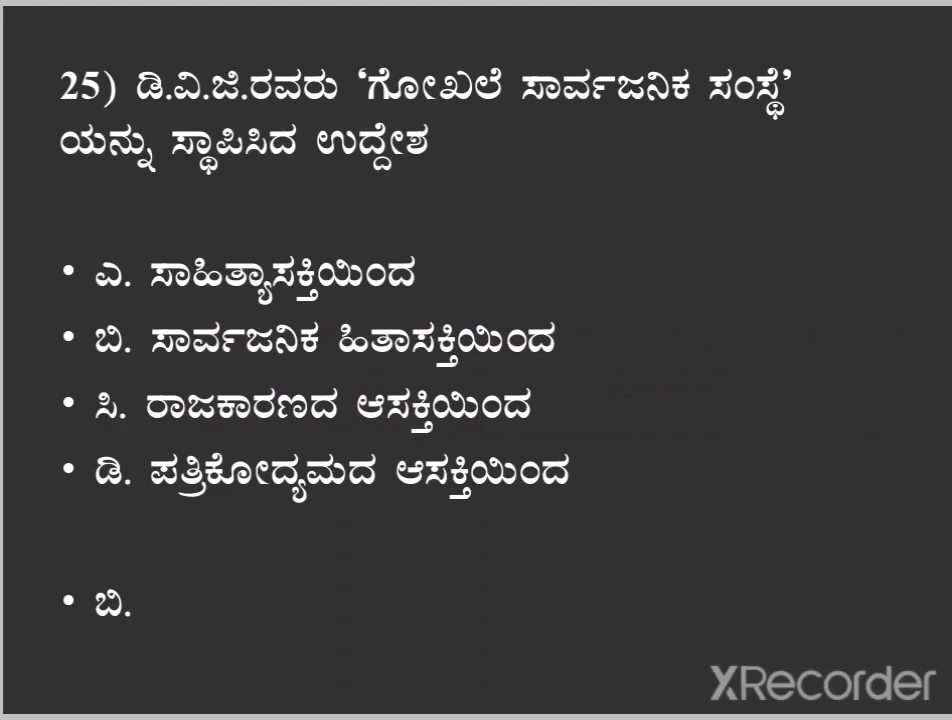 25) ಡಿ.ವಿ.ಜಿ.ರವರು ‘ಗೋಖಲೆ ಸಾರ್ವಜನಿಕ ಸಂಸ್ಥೆ’
ಯನ್ನು ಸ್ಥಾಪಿಸಿದ ಉದ್ದೇಶ
• ಎ. ಸಾಹಿತ್ಯಾಸಕ್ತಿಯಿಂದ
• ಬಿ. ಸಾರ್ವಜನಿಕ ಹಿತಾಸಕ್ತಿಯಿಂದ
• ಸಿ. ರಾಜಕಾರಣದ ಆಸಕ್ತಿಯಿಂದ
• ಡಿ. ಪತ್ರಿಕೋದ್ಯಮದ ಆಸಕ್ತಿಯಿಂದ
• ಬಿ.
XRecorder